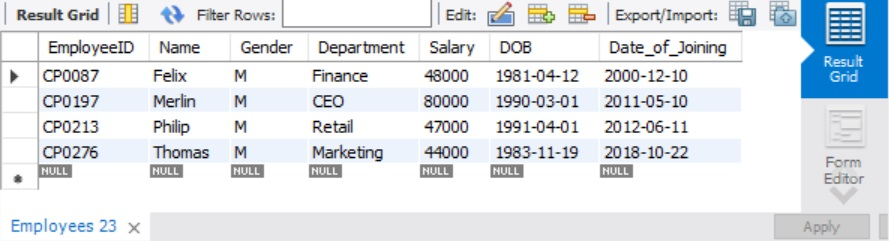 Result Grid Filter Rows: Edit: Export/Import:
EmployeeID Name Gender Department Salary DOB Date_of_Joining
CP0087 Felix M Finance 48000 1981-04-12 2000-12-10
CP0197 Merlin M CEO 80000 1990-03-01 2011-05-10
CP0213 Philip M Retail 47000 1991-04-01 2012-06-11
CP0276 Thomas M Marketing 44000 1983-11-19 2018-10-22
NULL NULL NULL NULL NULL NULL NULL
Result
Grid
Form
Editor
Employees 23
Apply